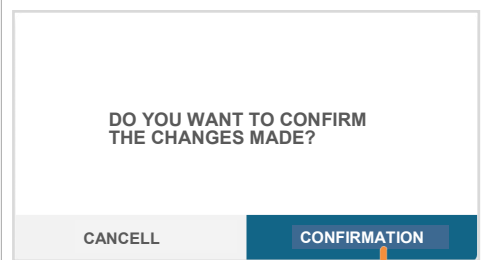 DO YOU WANT TO CONFIRM
THE CHANGES MADE?
CANCELL
CONFIRMATION